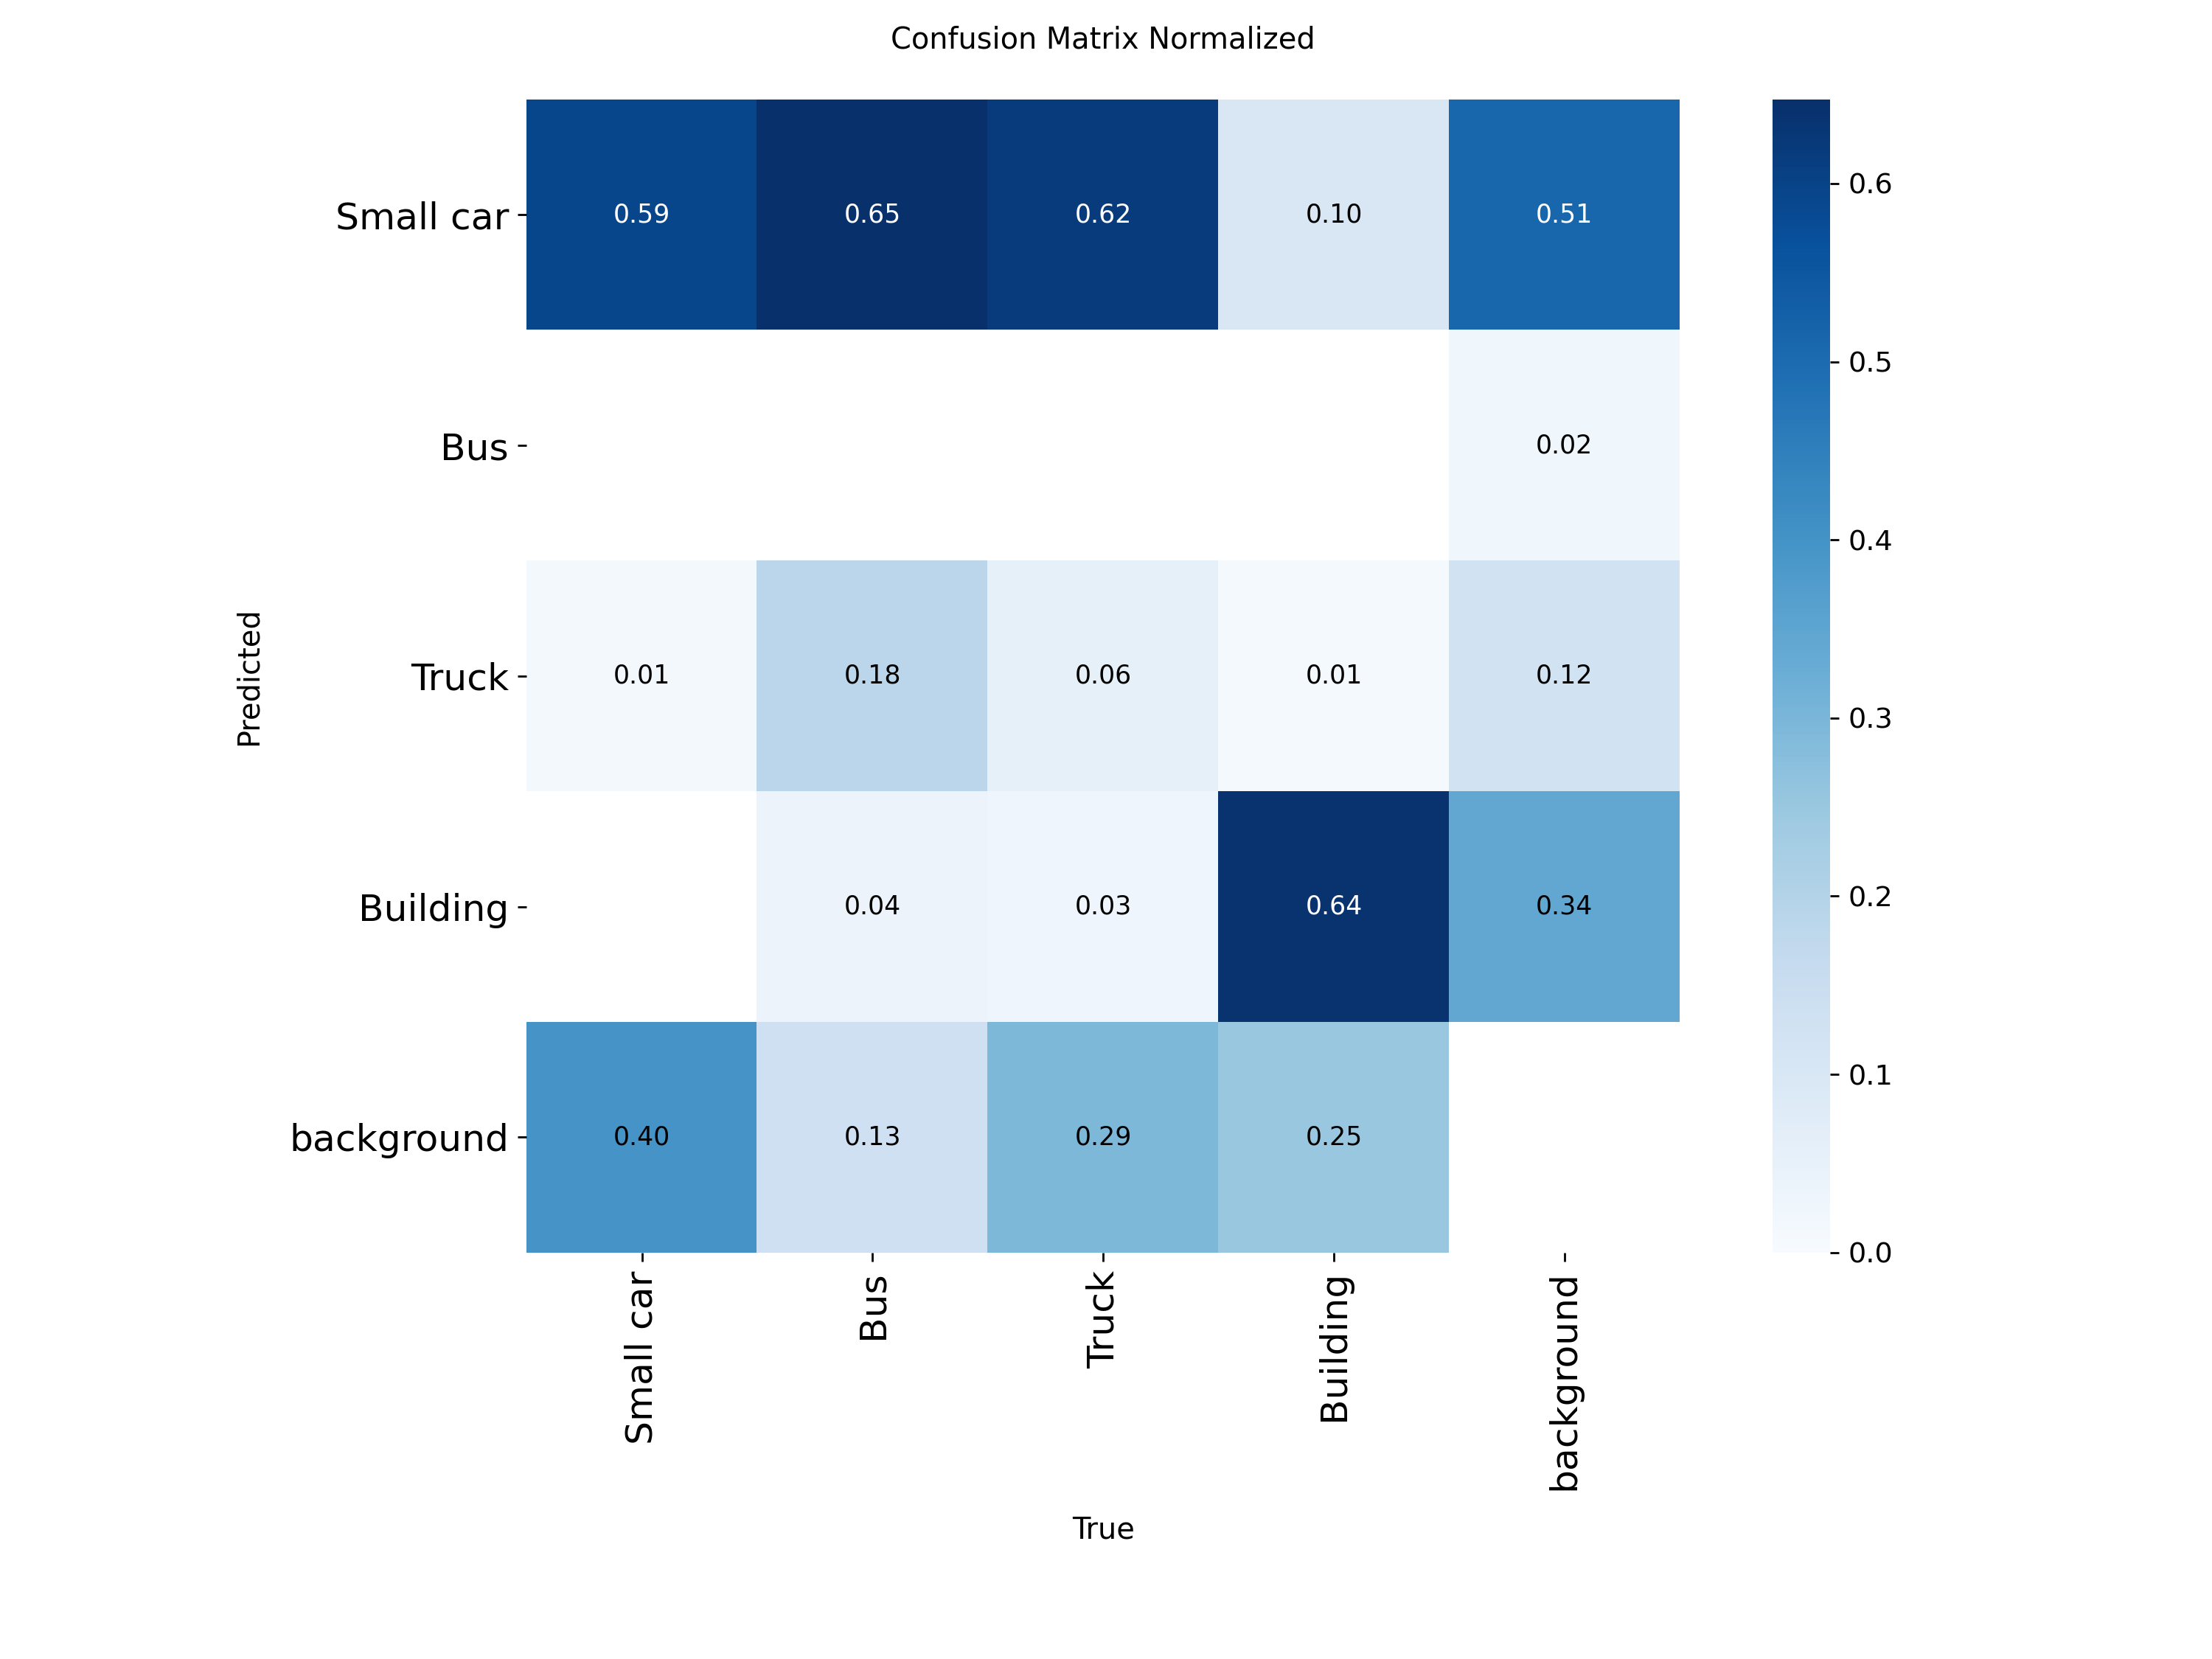 Confusion Matrix Normalized
Small car
0.59 0.65 0.62 0.10 0.51
Bus
0.02
Truck
0.01 0.18 0.06 0.01 0.12
Building
0.04 0.03 0.64 0.34
background
0.40 0.13 0.29 0.25
Predicted
Small car
Bus
Truck
Building
background
True
0.6
0.5
0.4
0.3
0.2
0.1
0.0